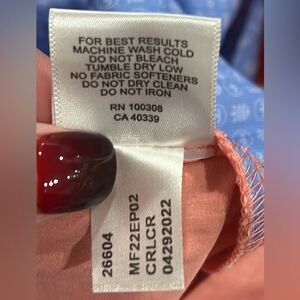 FOR BEST RESULTS
MACHINE WASH COLD
DO NOT BLEACH
TUMBLE DRY LOW
NO FABRIC SOFTENERS
DO NOT DRY CLEAN
DO NOT IRON
RN 100308
CA 40339
26604
MF22EP02
CRLCR
04292022